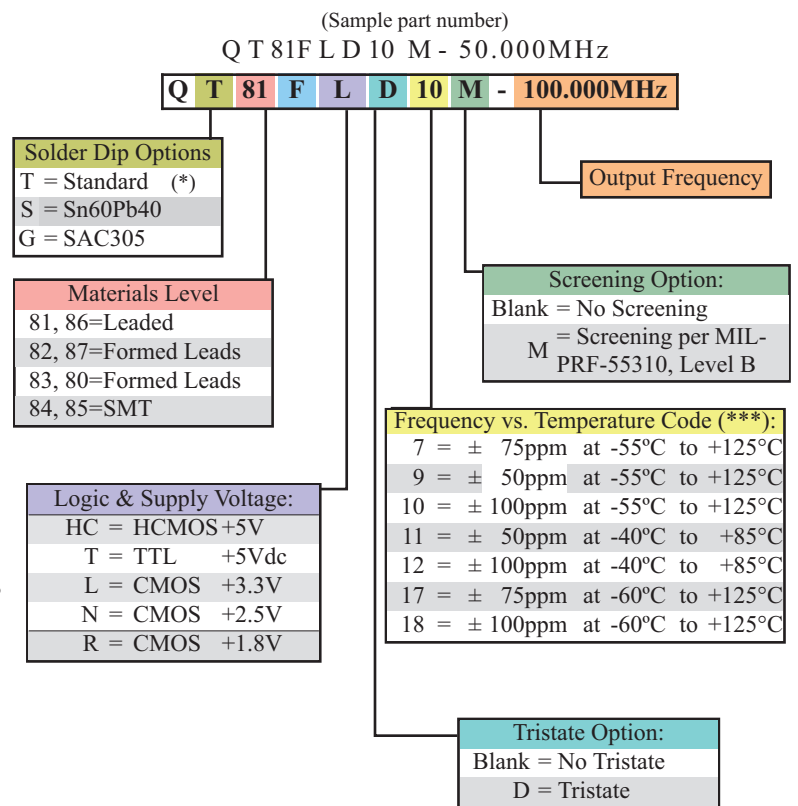 (Sample part number)
Q T 81F L D 10 M - 50.000MHz
Q T 81 F L D 10 M - 100.000MHz
Solder Dip Options
T = Standard (*)
S = Sn60Pb40
G = SAC305
Output Frequency
Materials Level
81, 86=Leaded
82, 87=Formed Leads
83, 80=Formed Leads
84, 85=SMT
Screening Option:
Blank = No Screening
M = Screening per MIL-
PRF-55310, Level B
Frequency vs. Temperature Code (***):
7 = ± 75ppm at -55ºC to +125°C
9 = ± 50ppm at -55ºC to +125°C
10 = ± 100ppm at -55ºC to +125°C
11 = ± 50ppm at -40ºC to +85°C
12 = ± 100ppm at -40ºC to +85°C
17 = ± 75ppm at -60ºC to +125°C
18 = ± 100ppm at -60ºC to +125°C
Logic & Supply Voltage:
HC = HCMOS +5V
T = TTL +5Vdc
L = CMOS +3.3V
N = CMOS +2.5V
R = CMOS +1.8V
Tristate Option:
Blank = No Tristate
D = Tristate